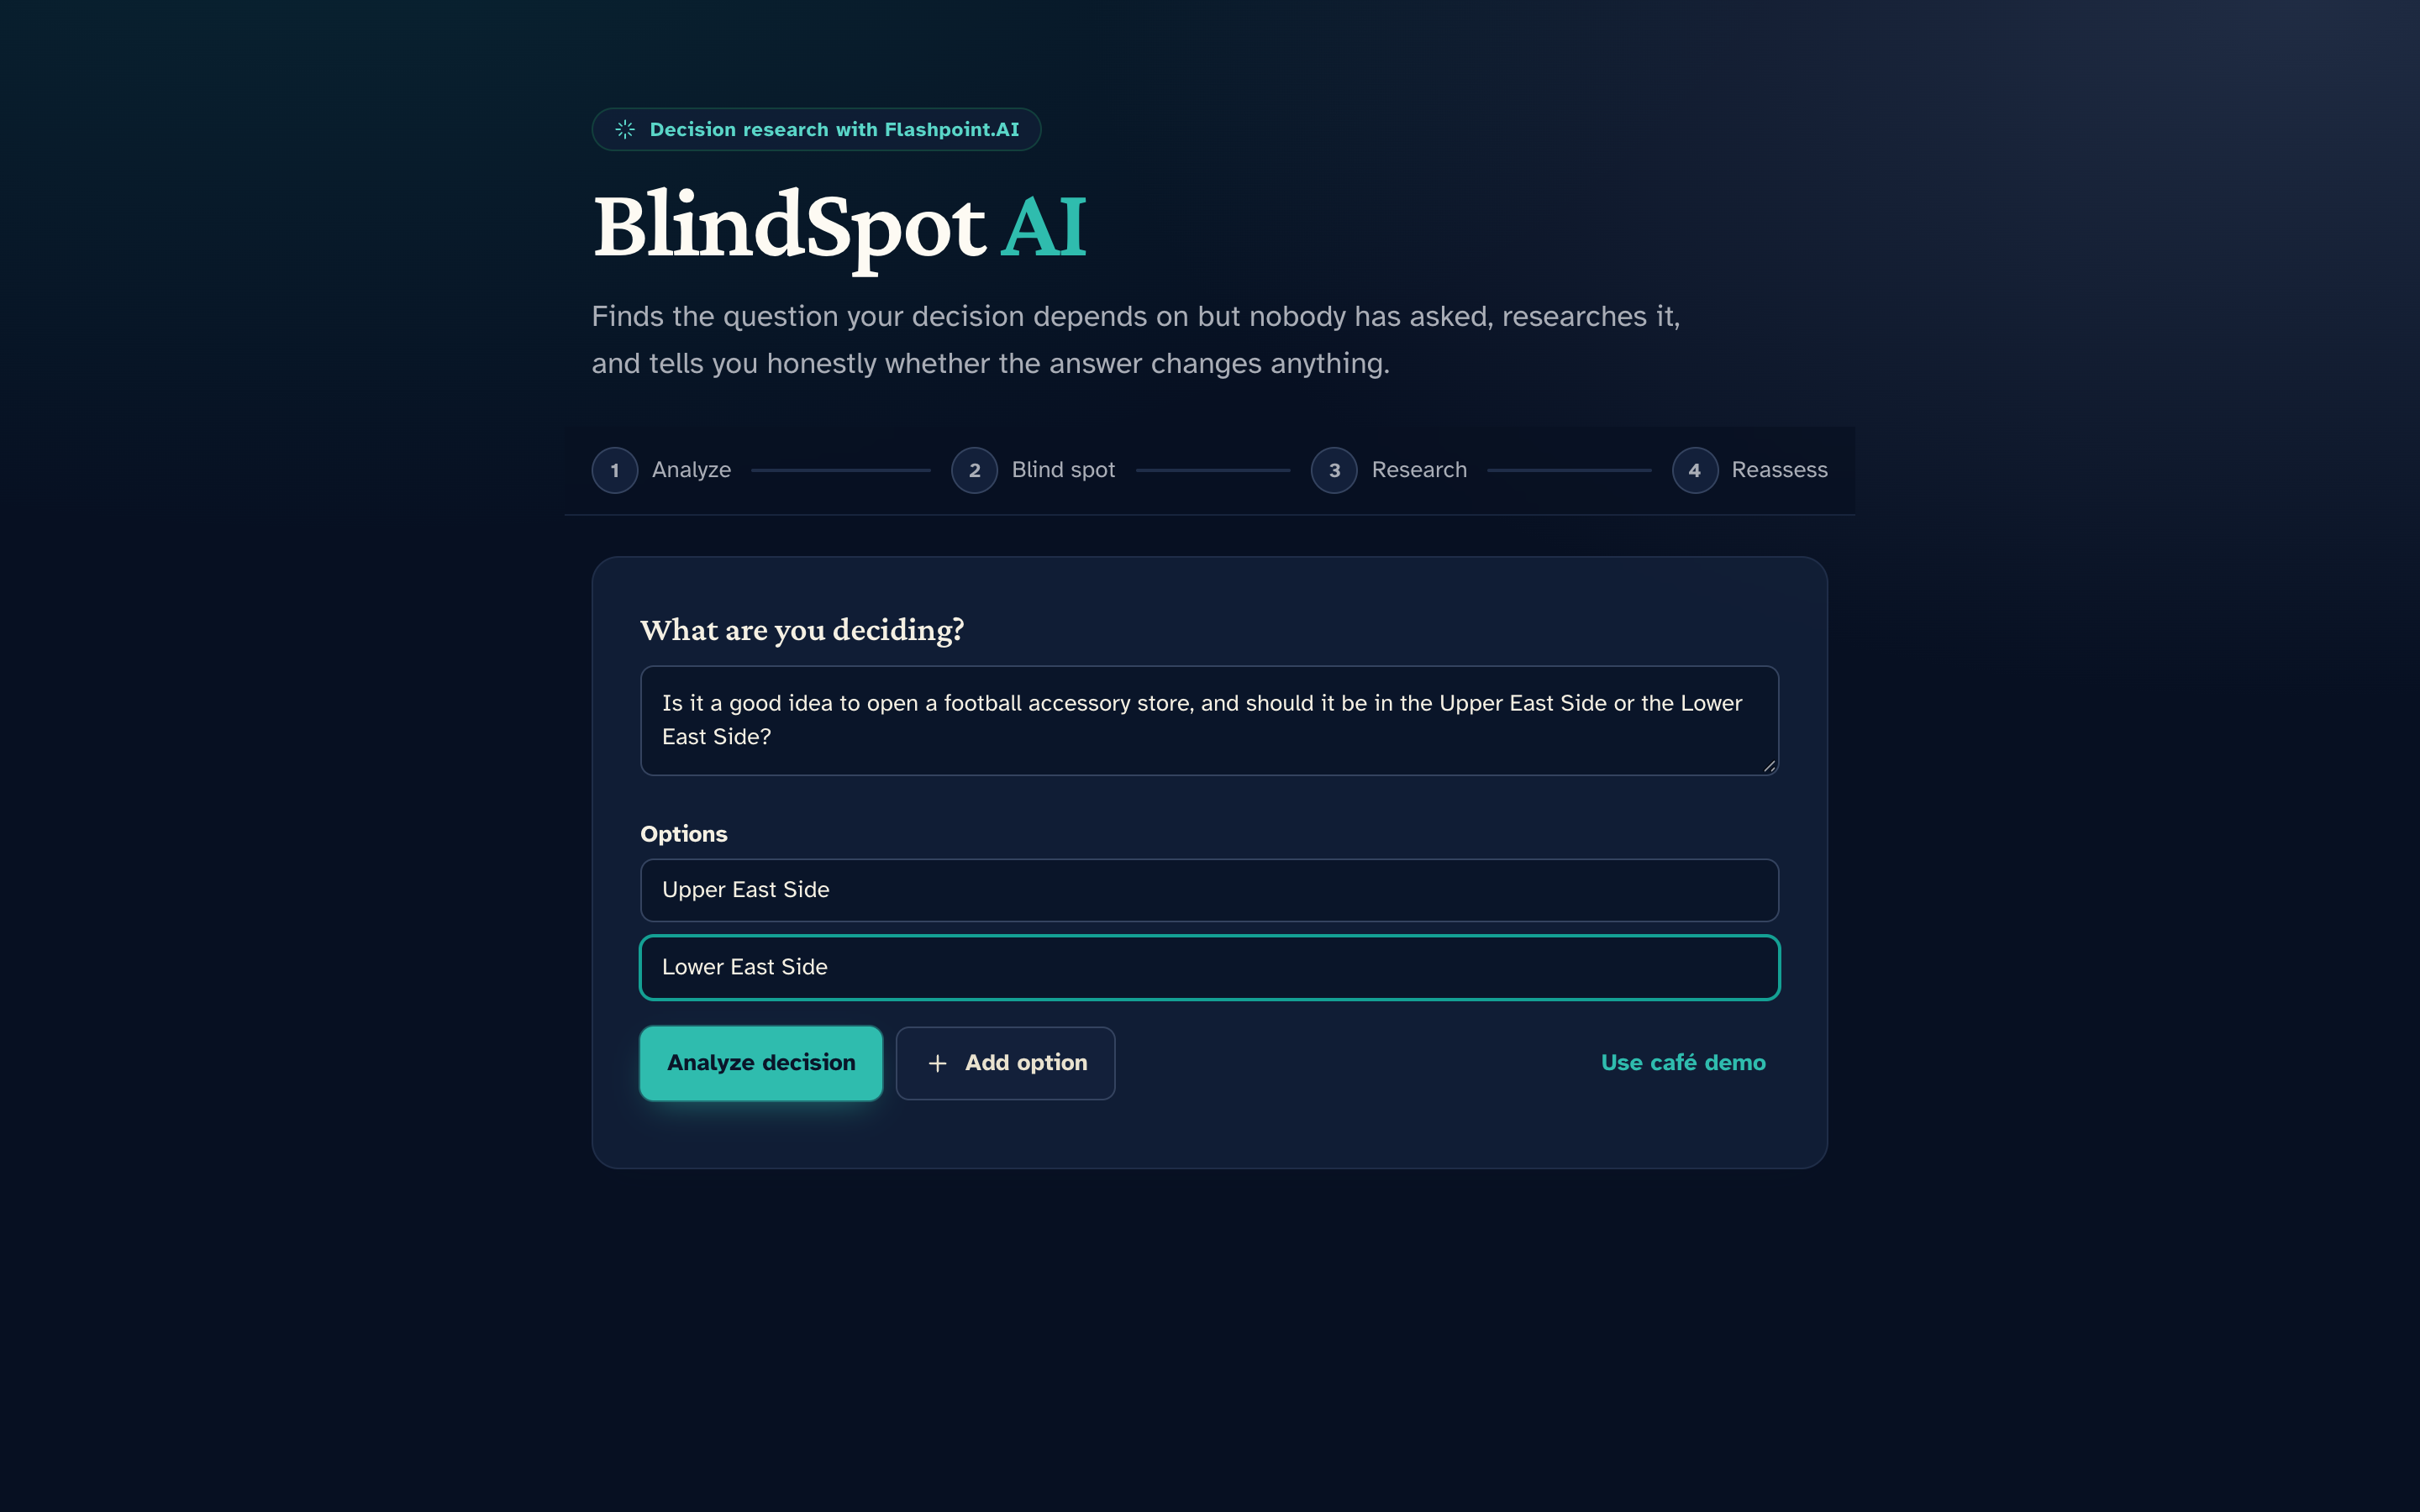 Decision research with Flashpoint.AI
BlindSpot AI
Finds the question your decision depends on but nobody has asked, researches it,
and tells you honestly whether the answer changes anything.
1 Analyze 2 Blind spot 3 Research 4 Reassess
What are you deciding?
Is it a good idea to open a football accessory store, and should it be in the Upper East Side or the Lower
East Side?
Options
Upper East Side
Lower East Side
Analyze decision + Add option Use café demo